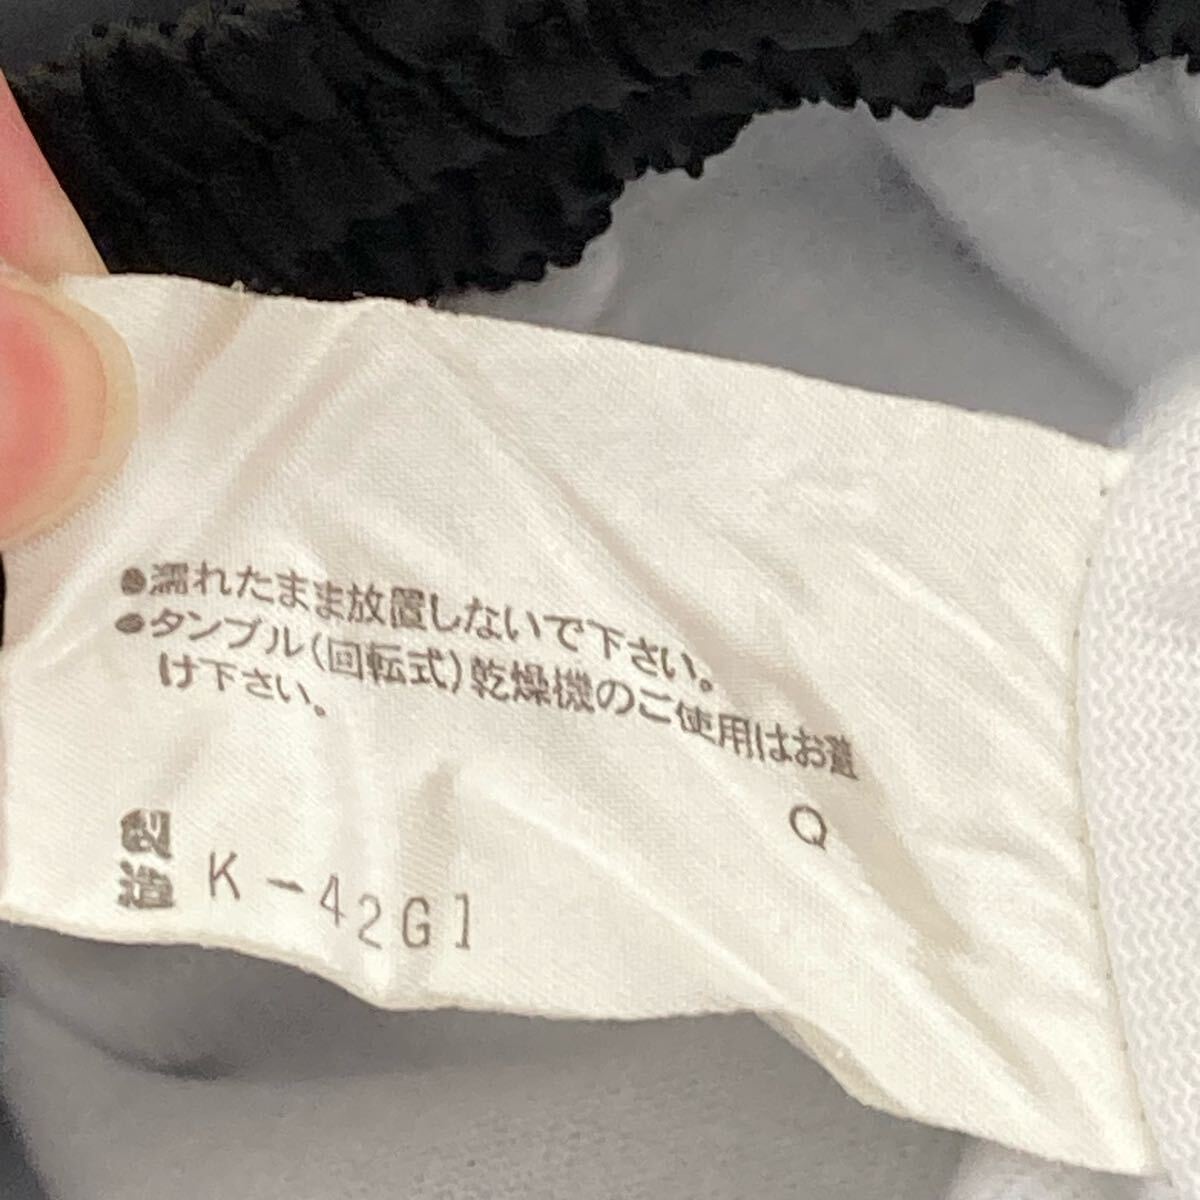 ●濡れたまま放置しないで下さい。
●タンブル(回転式)乾燥機のご使用はお避
け下さい。
Q
製造 K-42G1